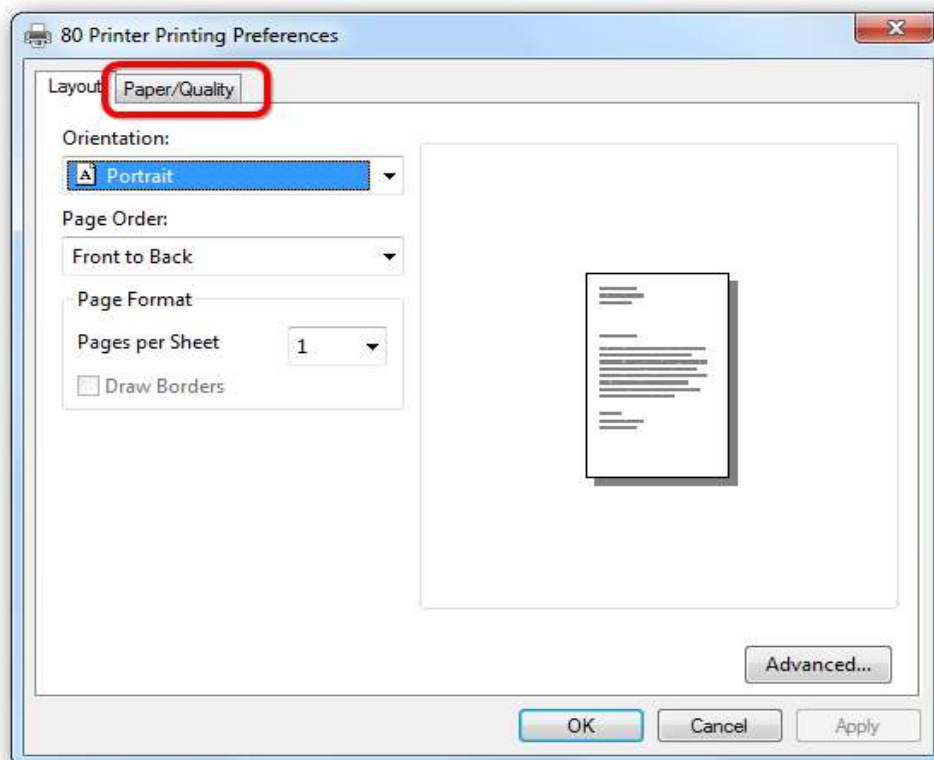 80 Printer Printing Preferences
Layout Paper/Quality
Orientation:
A Portrait
Page Order:
Front to Back
Page Format
Pages per Sheet 1
Draw Borders
Advanced...
OK Cancel Apply